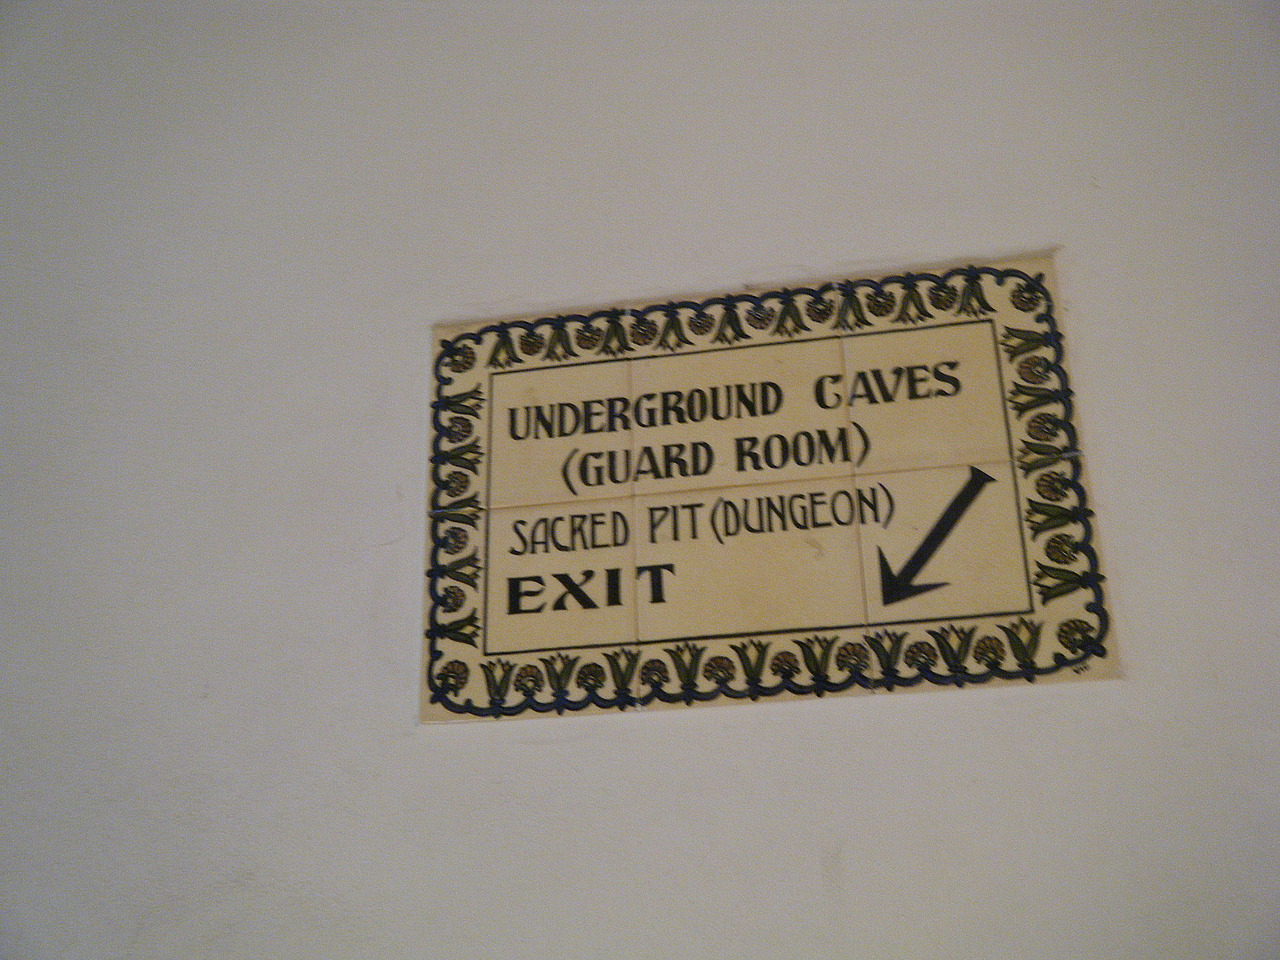 UNDERGROUND CAVES
(GUARD ROOM)
SACRED PIT (DUNGEON)
EXIT